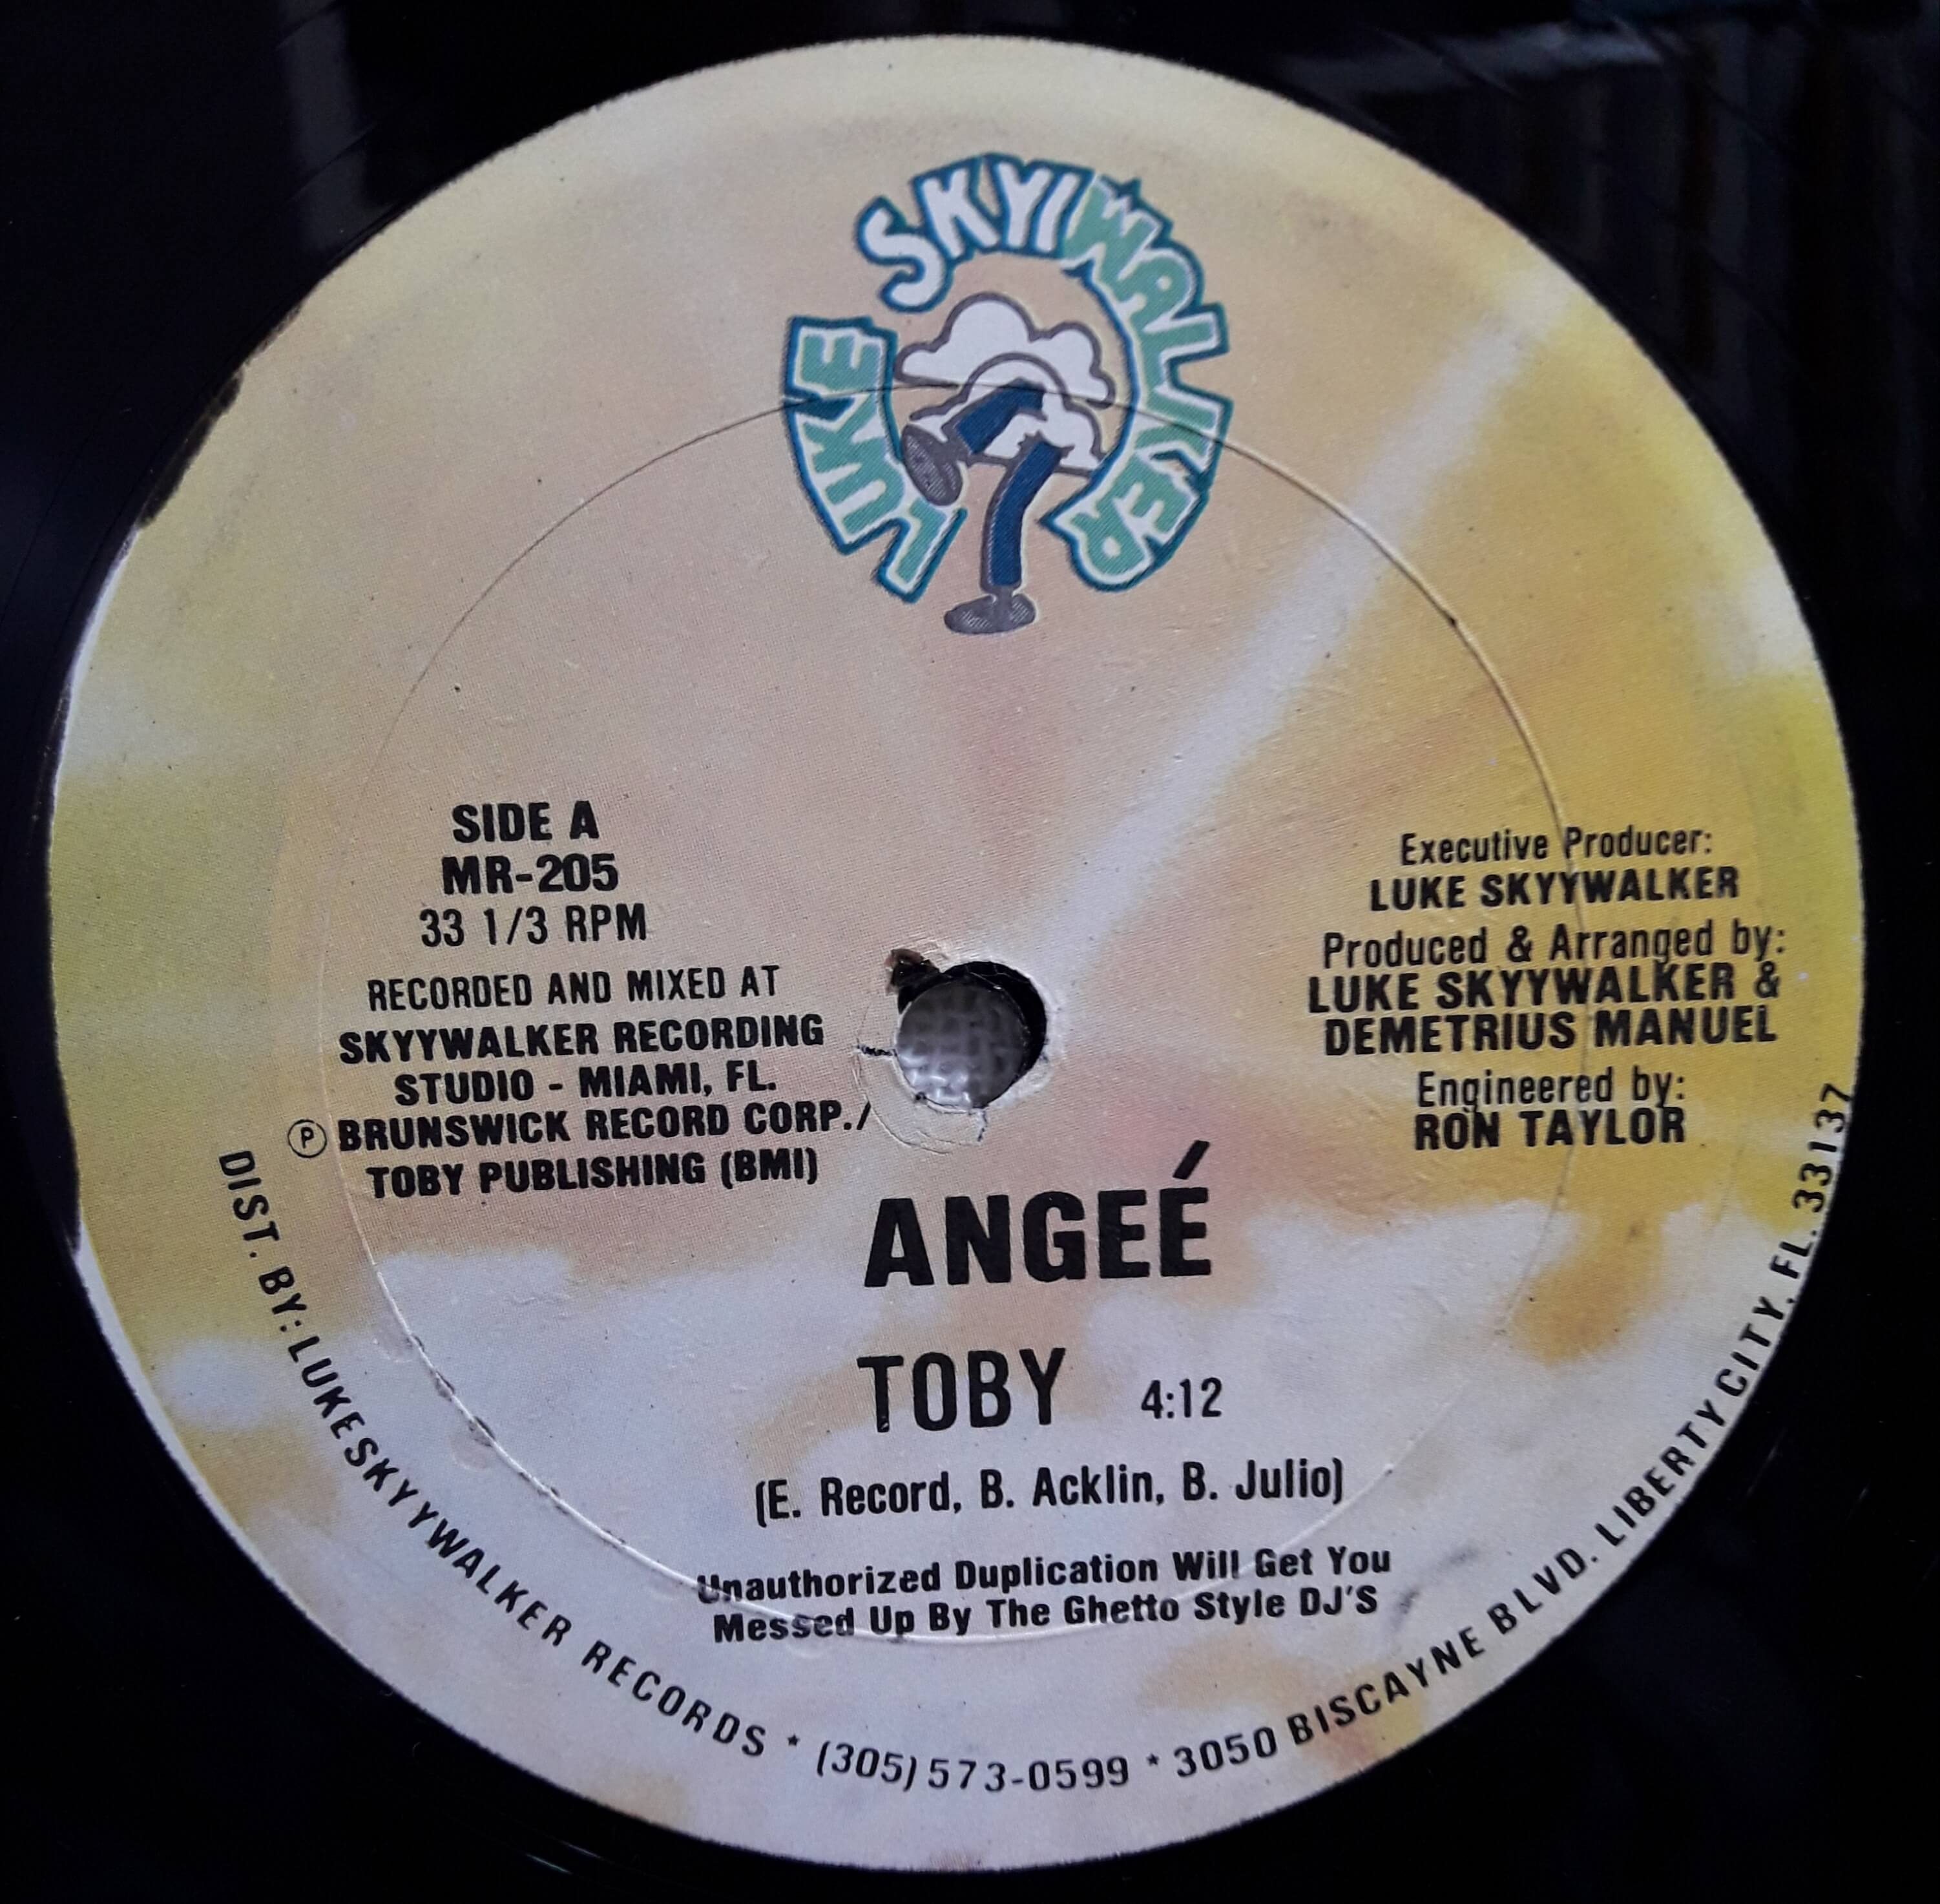 LUKE SKYYWALKER
SIDE A
MR-205
33 1/3 RPM
RECORDED AND MIXED AT
SKYYWALKER RECORDING
STUDIO - MIAMI, FL.
Ⓟ BRUNSWICK RECORD CORP./
TOBY PUBLISHING (BMI)
Executive Producer:
LUKE SKYYWALKER
Produced & Arranged by:
LUKE SKYYWALKER &
DEMETRIUS MANUEL
Engineered by:
RON TAYLOR
ANGEÉ
TOBY 4:12
(E. Record, B. Acklin, B. Julio)
Unauthorized Duplication Will Get You
Messed Up By The Ghetto Style DJ'S
DIST. BY: LUKE SKYYWALKER RECORDS * (305) 573-0599 * 3050 BISCAYNE BLVD. LIBERTY CITY, FL. 33137